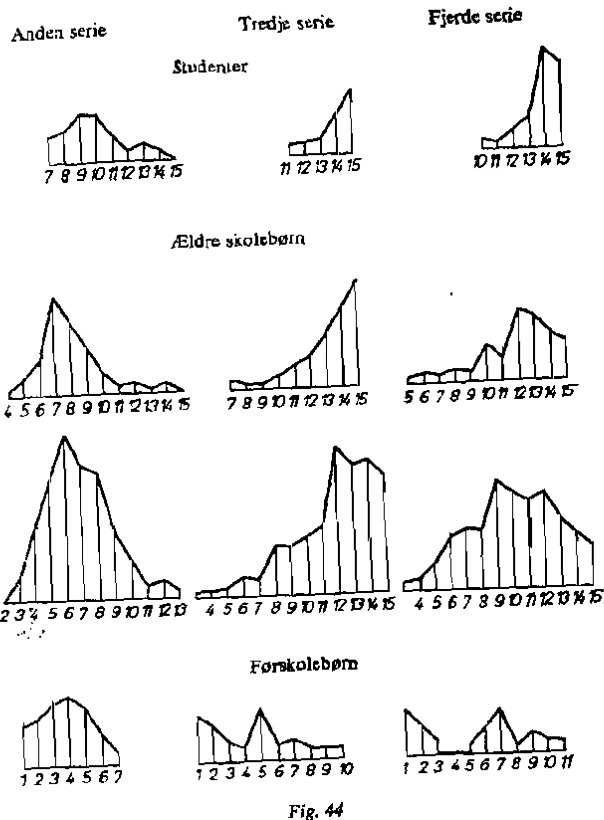 Anden serie Tredje serie Fjerde serie
Studenter
7 8 9 10 11 12 13 14 15 11 12 13 14 15 10 11 12 13 14 15
Ældre skolebørn
4 5 6 7 8 9 10 11 12 13 14 15 7 8 9 10 11 12 13 14 15 5 6 7 8 9 10 11 12 13 14 15
2 3 4 5 6 7 8 9 10 11 12 13 4 5 6 7 8 9 10 11 12 13 14 15 4 5 6 7 8 9 10 11 12 13 14 15
Førskolebørn
1 2 3 4 5 6 7 1 2 3 4 5 6 7 8 9 10 1 2 3 4 5 6 7 8 9 10 11
Fig. 44